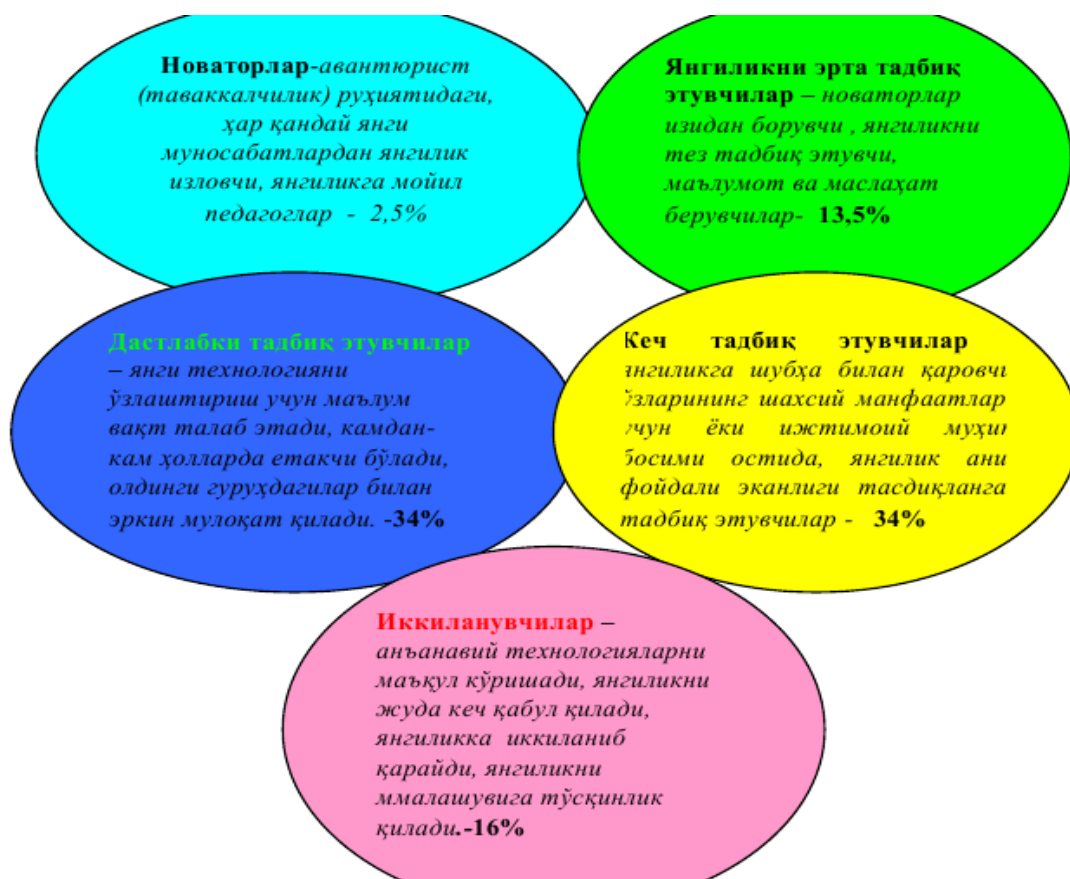 Новаторлар-авантюрист
(таваккалчилик) руҳиятидаги,
ҳар қандай янги
муносабатлардан янгилик
изловчи, янгиликга мойил
педагоглар - 2,5%
Янгиликни эрта тадбиқ
этувчилар – новаторлар
изидан борувчи , янгиликни
тез тадбиқ этувчи,
маълумот ва маслаҳат
берувчилар- 13,5%
Дастлабки тадбиқ этувчилар
– янги технологияни
ўзлаштириш учун маълум
вақт талаб этади, камдан-
кам ҳолларда етакчи бўлади,
олдинги гуруҳдагилар билан
эркин мулоқат қилади. -34%
Кеч тадбиқ этувчилар
янгиликга шубҳа билан қаровчи
ўзларининг шахсий манфаатлар
учун ёки ижтимоий
босими остида, янгилик ани
фойдали эканлиги тасдиқланга
тадбиқ этувчилар - 34%
Иккиланувчилар –
анъанавий технологияларни
маъқул кўришади, янгиликни
жуда кеч қабул қилади,
янгиликка иккиланиб
қарайди, янгиликни
ммалашувига тўсқинлик
қилади.-16%